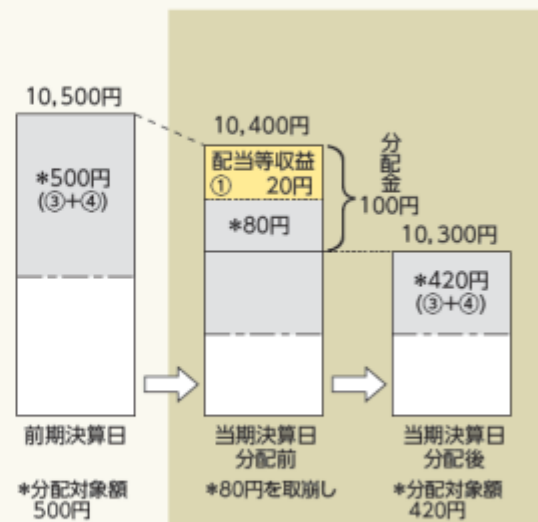 10,500円
*500円
(③+④)
前期決算日
*分配対象額
500円
10,400円
配当等収益
① 20円
*80円
分配金
100円
当期決算日
分配前
*80円を取崩し
10,300円
*420円
(③+④)
当期決算日
分配後
*分配対象額
420円